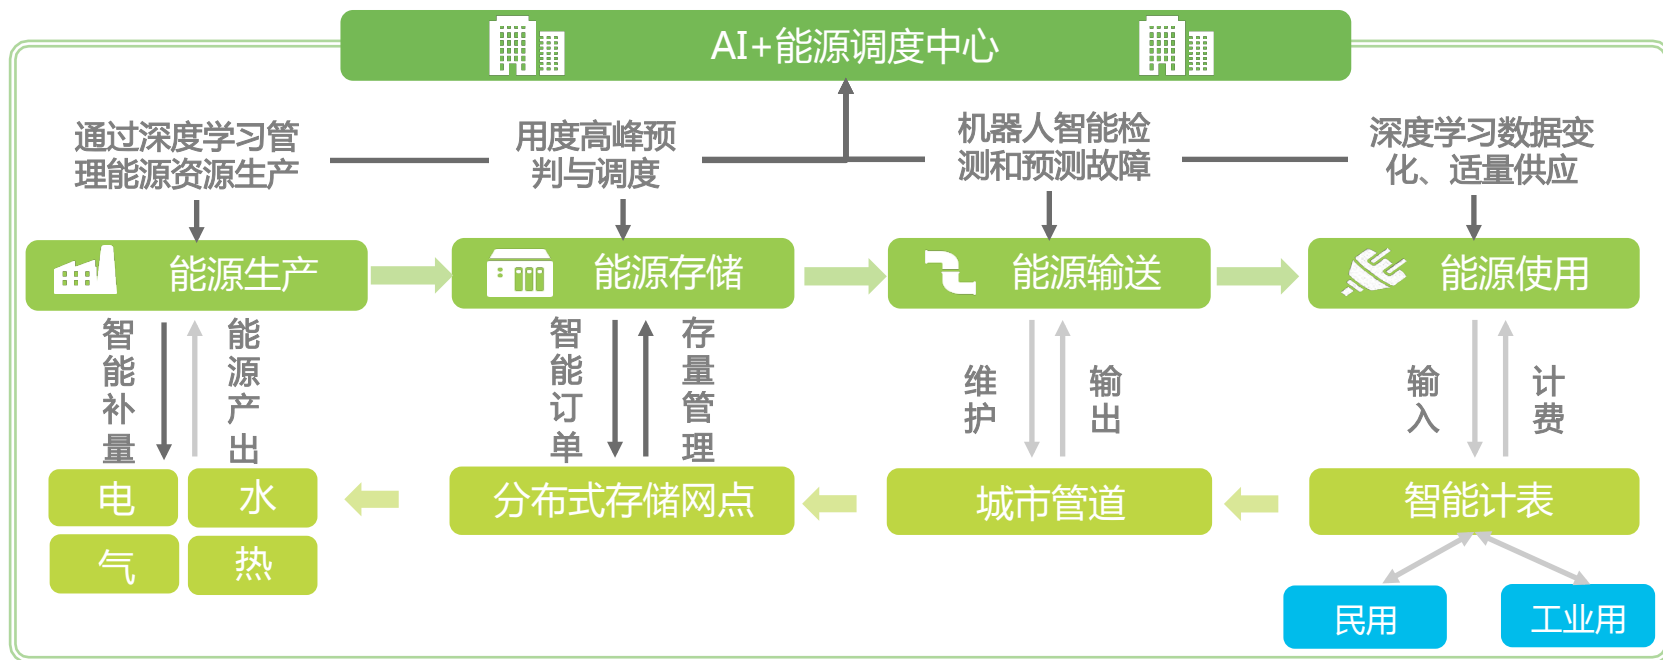 AI+能源调度中心
通过深度学习管
理能源资源生产
用度高峰预
判与调度
机器人智能检
测和预测故障
深度学习数据变
化、适量供应
能源生产
能源存储
能源输送
能源使用
智能补量
能源产出
智能订单
存量管理
维护
输出
输入
计费
电
水
气
热
分布式存储网点
城市管道
智能计表
民用
工业用